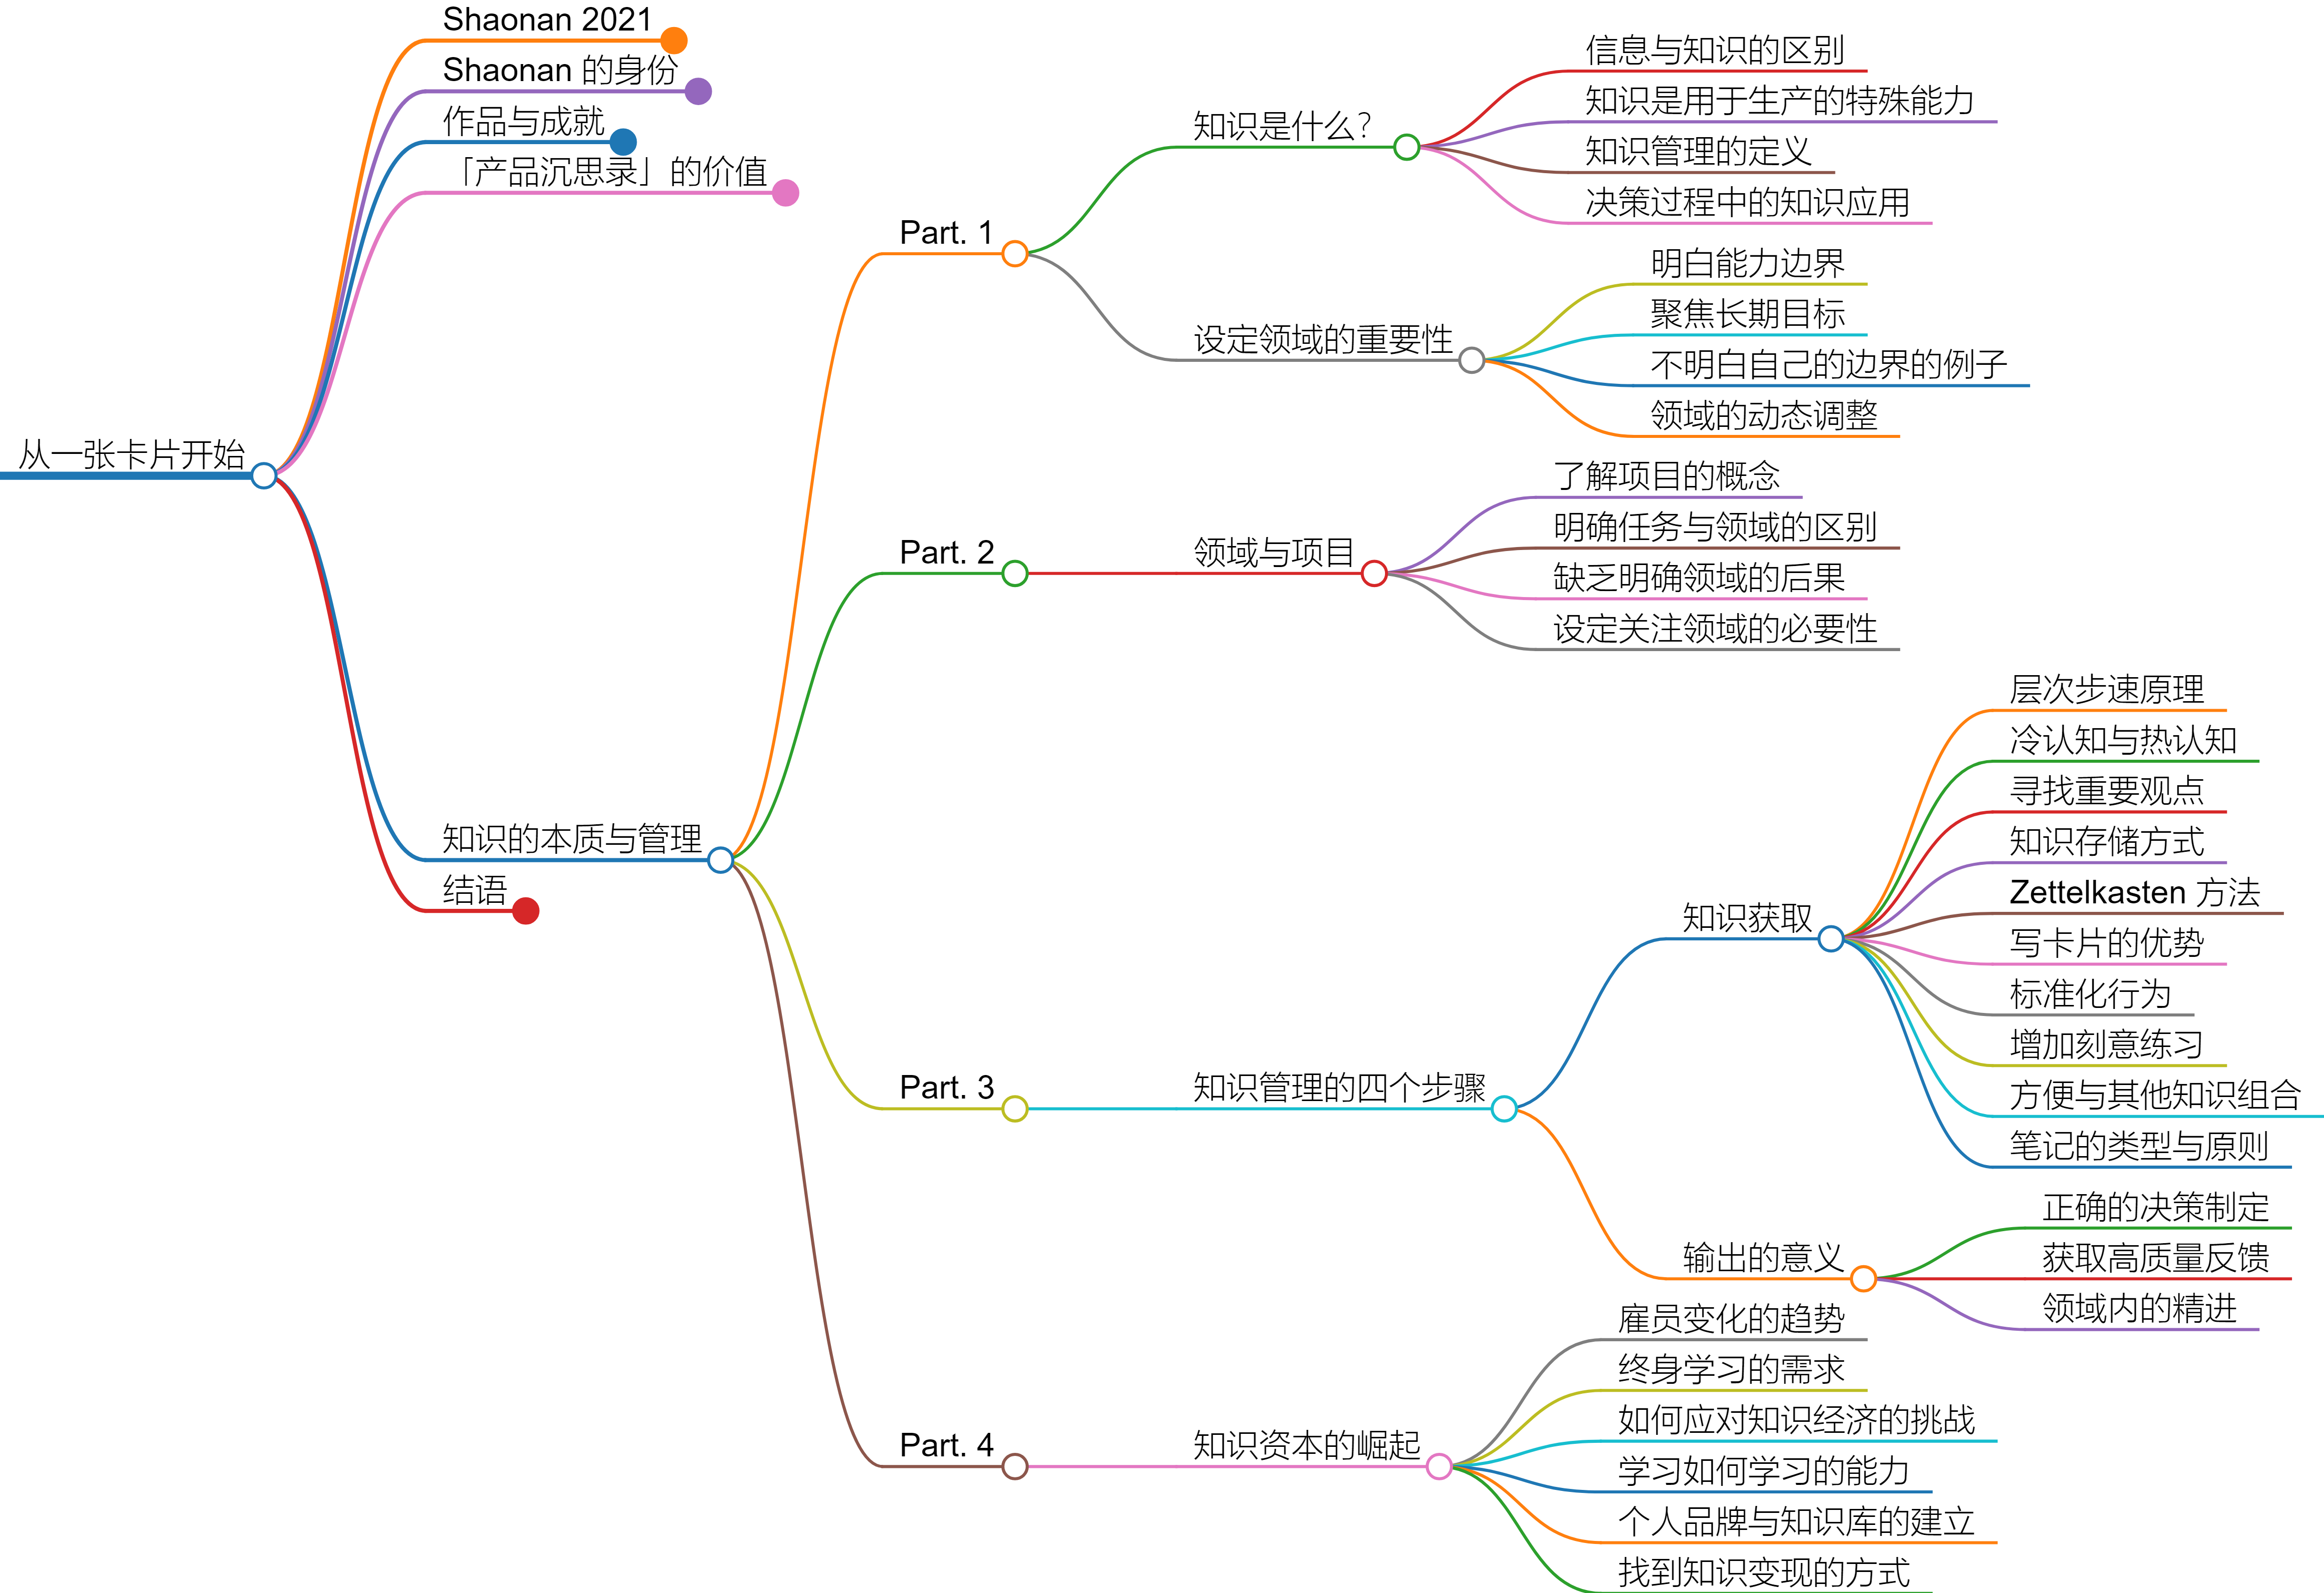 从一张卡片开始
Shaonan 2021
Shaonan 的身份
作品与成就
「产品沉思录」的价值
知识的本质与管理
Part. 1
知识是什么？
信息与知识的区别
知识是用于生产的特殊能力
知识管理的定义
决策过程中的知识应用
设定领域的重要性
明白能力边界
聚焦长期目标
不明白自己的边界的例子
领域的动态调整
Part. 2
领域与项目
了解项目的概念
明确任务与领域的区别
缺乏明确领域的后果
设定关注领域的必要性
Part. 3
知识管理的四个步骤
知识获取
层次步速原理
冷认知与热认知
寻找重要观点
知识存储方式
Zettelkasten 方法
写卡片的优势
标准化行为
增加刻意练习
方便与其他知识组合
笔记的类型与原则
输出的意义
正确的决策制定
获取高质量反馈
领域内的精进
Part. 4
知识资本的崛起
雇员变化的趋势
终身学习的需求
如何应对知识经济的挑战
学习如何学习的能力
个人品牌与知识库的建立
找到知识变现的方式
结语